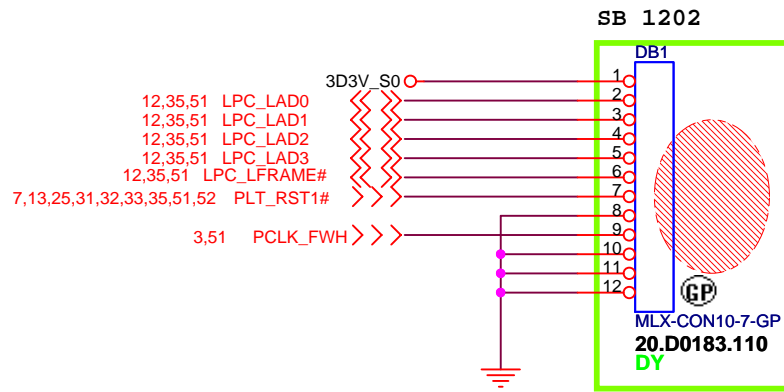 SB 1202
DB1
3D3V_S0 1
12,35,51 LPC_LAD0 2
12,35,51 LPC_LAD1 3
12,35,51 LPC_LAD2 4
12,35,51 LPC_LAD3 5
12,35,51 LPC_LFRAME# 6
7,13,25,31,32,33,35,51,52 PLT_RST1# 7
8
3,51 PCLK_FWH 9
10
11
12
GP
MLX-CON10-7-GP
20.D0183.110
DY